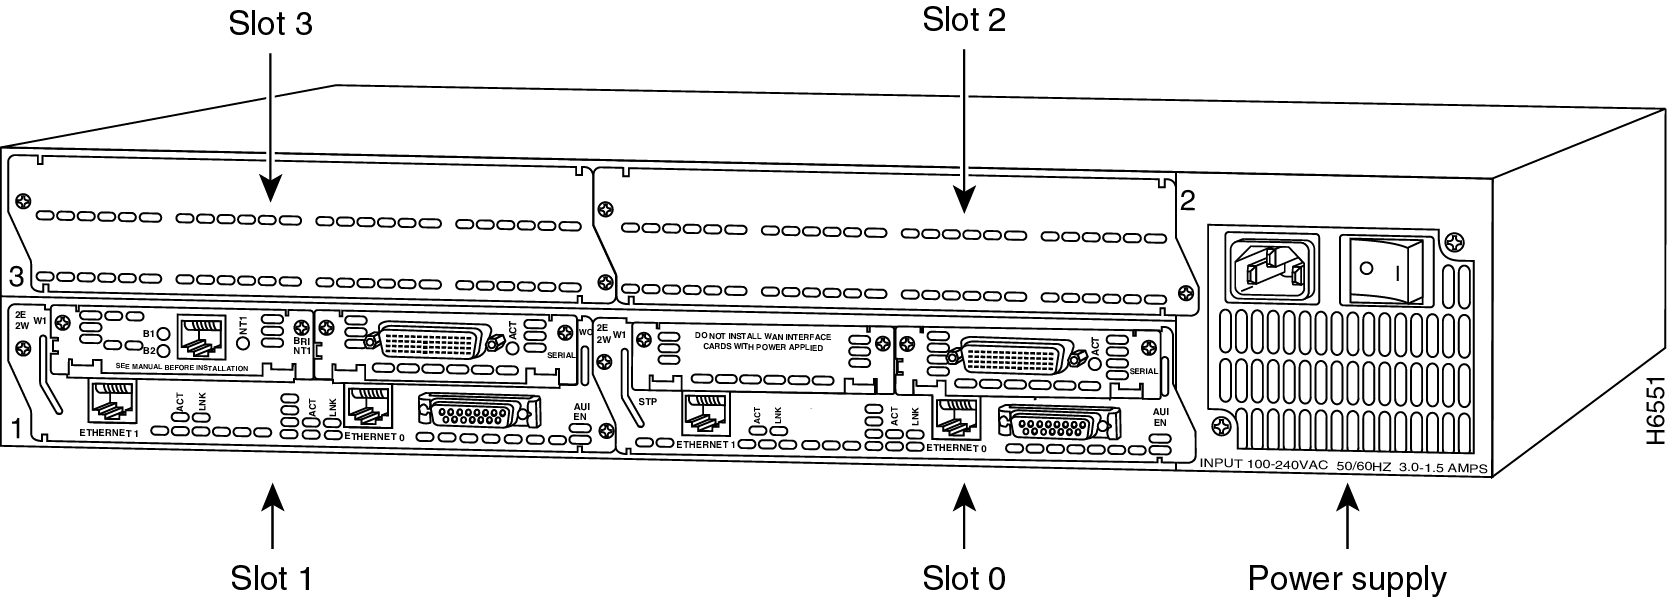 Slot 3
Slot 2
2
3
2E
2W
W1
B1
B2
NT1
BRI
NT1
SEE MANUAL BEFORE INSTALLATION
ACT
SERIAL
WO
2E
2W
W1
DO NOT INSTALL WAN INTERFACE
CARDS WITH POWER APPLIED
ACT
SERIAL
1
ETHERNET 1
ACT
LNK
ACT
LNK
ETHERNET 0
AUI
EN
STP
ETHERNET 1
ACT
LNK
ACT
LNK
ETHERNET 0
AUI
EN
INPUT 100-240VAC 50/60HZ 3.0-1.5 AMPS
H6551
Slot 1
Slot 0
Power supply